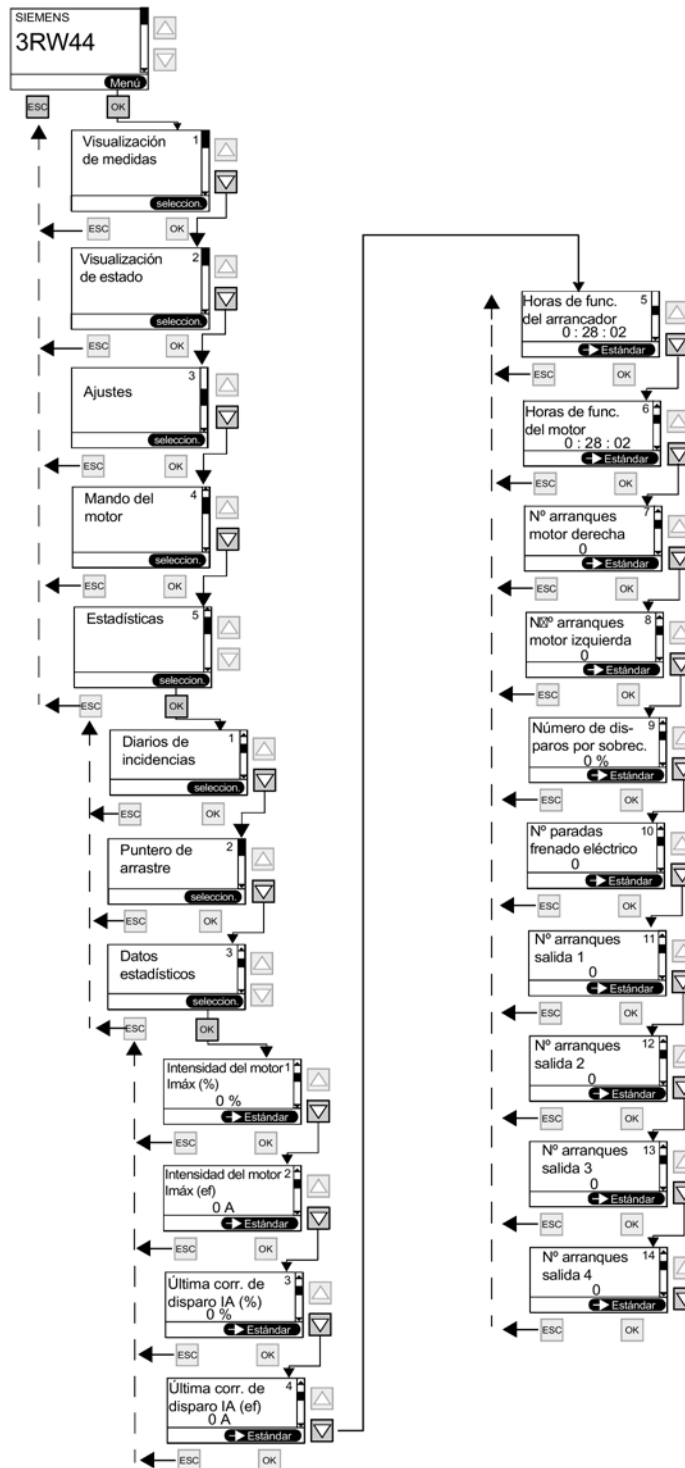 SIEMENS
3RW44
Menú
ESC
OK
Visualización
de medidas
1
seleccion.
ESC
OK
Visualización
de estado
2
seleccion.
ESC
OK
Ajustes
3
seleccion.
ESC
OK
Mando del
motor
4
seleccion.
ESC
OK
Estadísticas
5
seleccion.
ESC
OK
Diarios de
incidencias
1
seleccion.
ESC
OK
Puntero de
arrastre
2
seleccion.
ESC
OK
Datos
estadísticos
3
seleccion.
ESC
OK
Intensidad del motor 1
Imáx (%)
0 %
Estándar
ESC
OK
Intensidad del motor 2
Imáx (ef)
0 A
Estándar
ESC
OK
Última corr. de
disparo IA (%)
3
0 %
Estándar
ESC
OK
Última corr. de
disparo IA (ef)
4
0 A
Estándar
ESC
OK
Horas de func.
del arrancador
5
0 : 28 : 02
Estándar
ESC
OK
Horas de func.
del motor
6
0 : 28 : 02
Estándar
ESC
OK
Nº arranques
motor derecha
7
0
Estándar
ESC
OK
N☒º arranques
motor izquierda
8
0
Estándar
ESC
OK
Número de dis-
paros por sobrec.
9
0 %
Estándar
ESC
OK
Nº paradas
frenado eléctrico
10
0
Estándar
ESC
OK
Nº arranques
salida 1
11
0
Estándar
ESC
OK
Nº arranques
salida 2
12
0
Estándar
ESC
OK
Nº arranques
salida 3
13
0
Estándar
ESC
OK
Nº arranques
salida 4
14
0
Estándar
ESC
OK